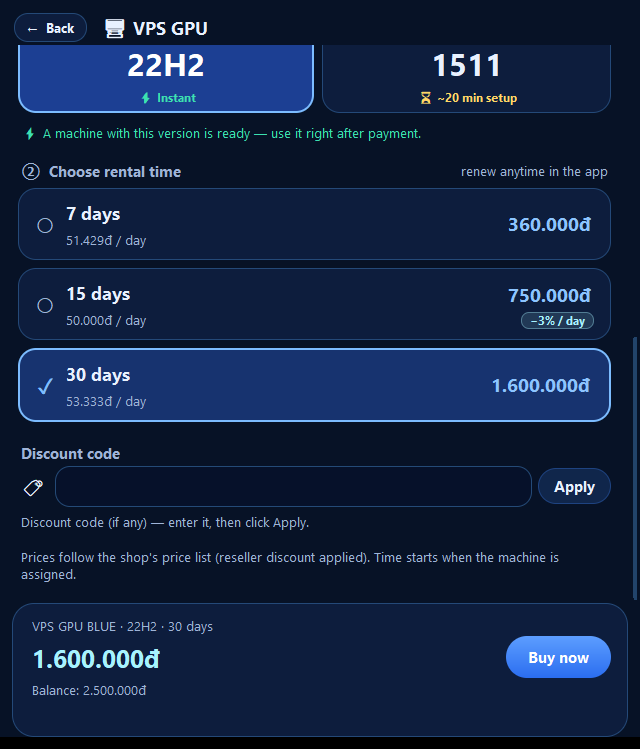 ← Back
VPS GPU
22H2
Instant
1511
~20 min setup
A machine with this version is ready — use it right after payment.
② Choose rental time
renew anytime in the app
7 days
360.000đ
51.429đ / day
15 days
750.000đ
50.000đ / day
−3% / day
30 days
1.600.000đ
53.333đ / day
Discount code
Apply
Discount code (if any) — enter it, then click Apply.
Prices follow the shop's price list (reseller discount applied). Time starts when the machine is
assigned.
VPS GPU BLUE · 22H2 · 30 days
1.600.000đ
Buy now
Balance: 2.500.000đ